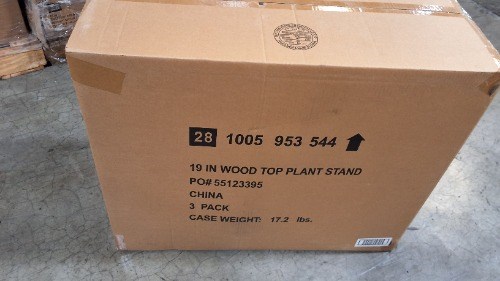 28 1005 953 544
19 IN WOOD TOP PLANT STAND
PO# 55123395
CHINA
3 PACK
CASE WEIGHT: 17.2 lbs.